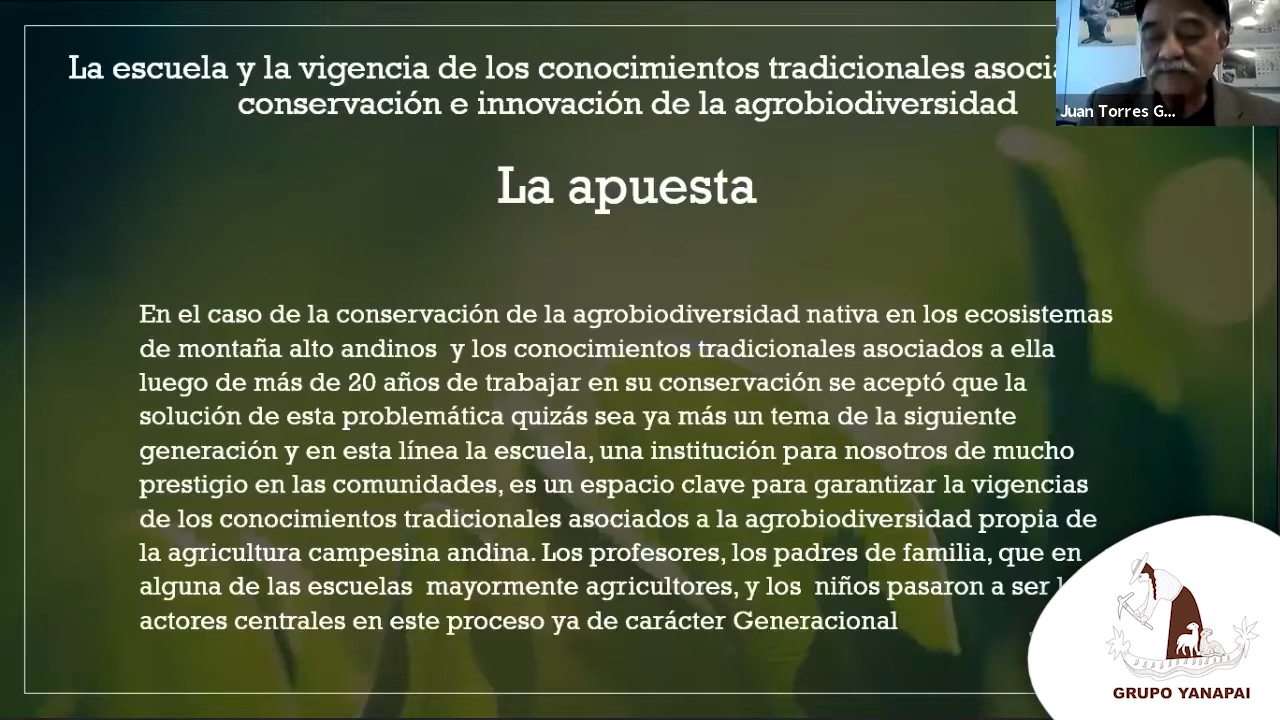 La escuela y la vigencia de los conocimientos tradicionales
conservación e innovación de la agrobiodiversidad
Juan Torres G...
La apuesta
En el caso de la conservación de la agrobiodiversidad nativa en los ecosistemas
de montaña alto andinos y los conocimientos tradicionales asociados a ella
luego de más de 20 años de trabajar en su conservación se aceptó que la
solución de esta problemática quizás sea ya más un tema de la siguiente
generación y en esta línea la escuela, una institución para nosotros de mucho
prestigio en las comunidades, es un espacio clave para garantizar la vigencias
de los conocimientos tradicionales asociados a la agrobiodiversidad propia de
la agricultura campesina andina. Los profesores, los padres de familia, que en
alguna de las escuelas mayormente agricultores, y los niños pasaron a ser
actores centrales en este proceso ya de carácter Generacional
GRUPO YANAPAI